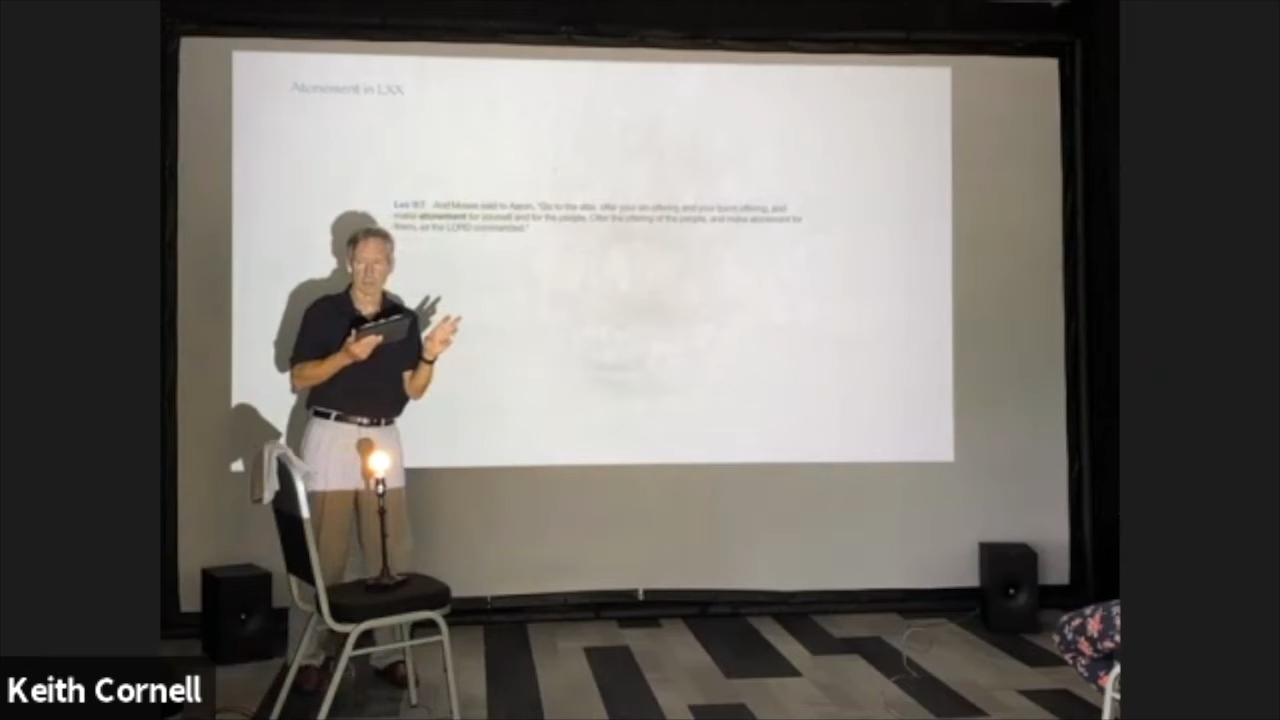 Atonement in LXX
Lev 9:7 And Moses said to Aaron, "Go to the altar, offer your sin offering and your burnt offering, and
make atonement for yourself and for the people. Offer the offering of the people, and make atonement for
them, as the LORD commanded."
Keith Cornell